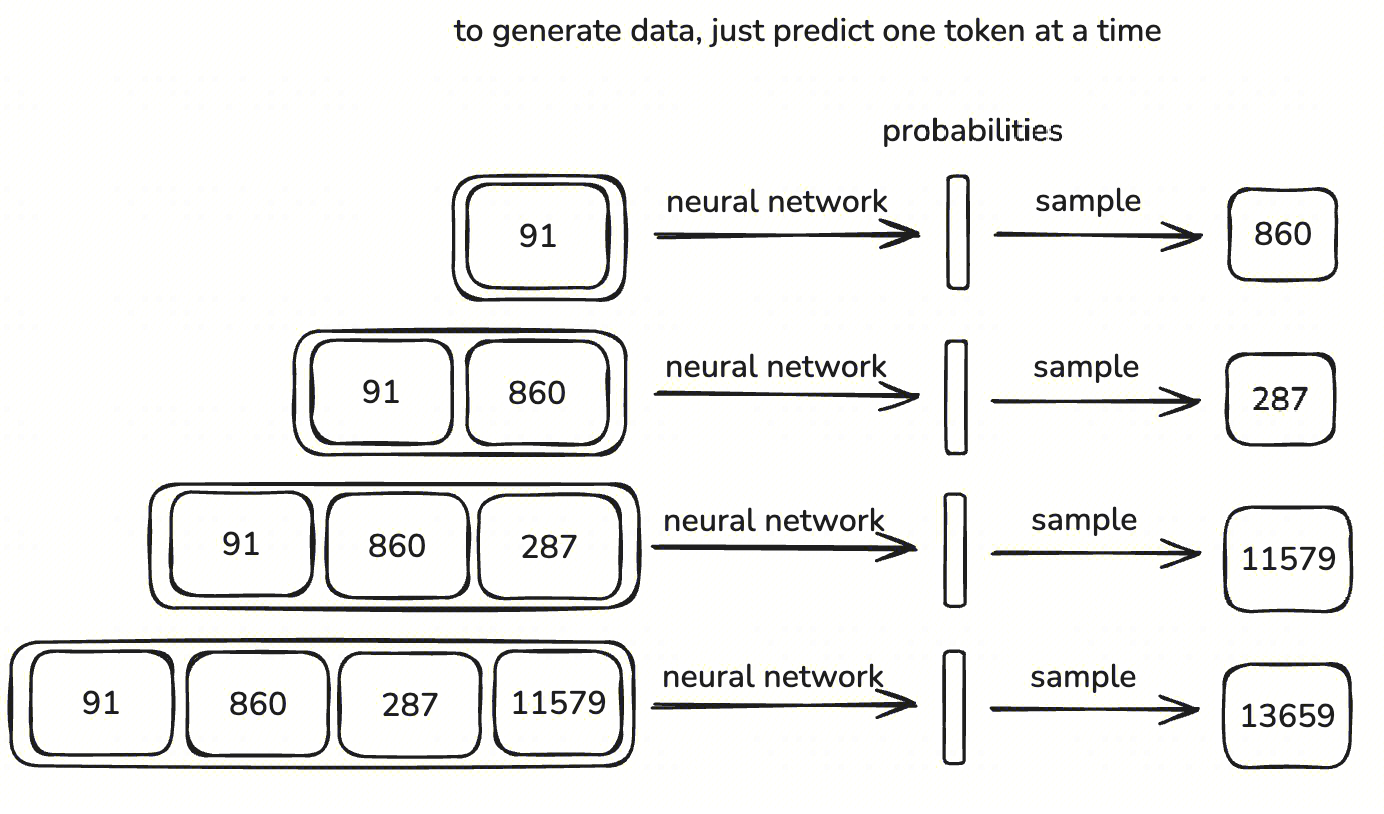 to generate data, just predict one token at a time
probabilities
91 neural network sample 860
91 860 neural network sample 287
91 860 287 neural network sample 11579
91 860 287 11579 neural network sample 13659